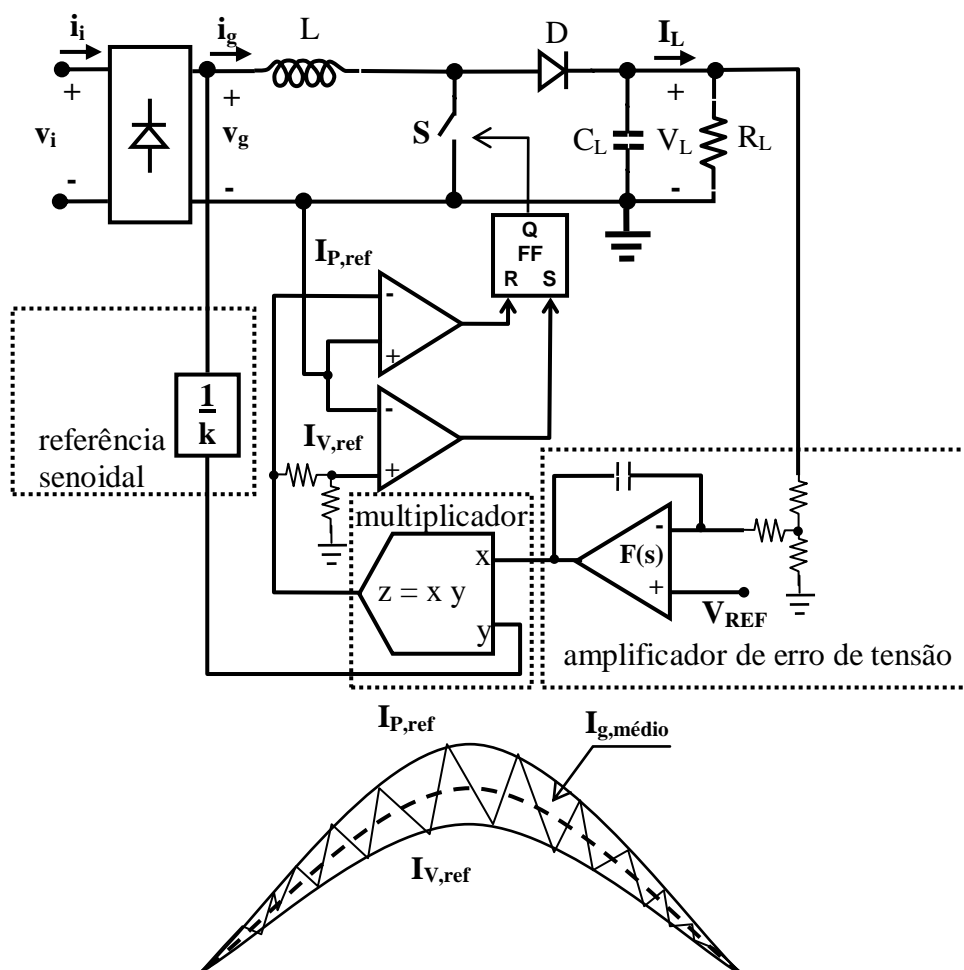 i_i
i_g
L
D
I_L
+
+
+
v_i
v_g
S
C_L
V_L
R_L
-
-
-
Q
FF
R S
I_P,ref
-
+
-
+
1
k
I_V,ref
referência
senoidal
multiplicador
x
z = x y
y
-
F(s)
+
V_REF
amplificador de erro de tensão
I_P,ref
I_g,médio
I_V,ref